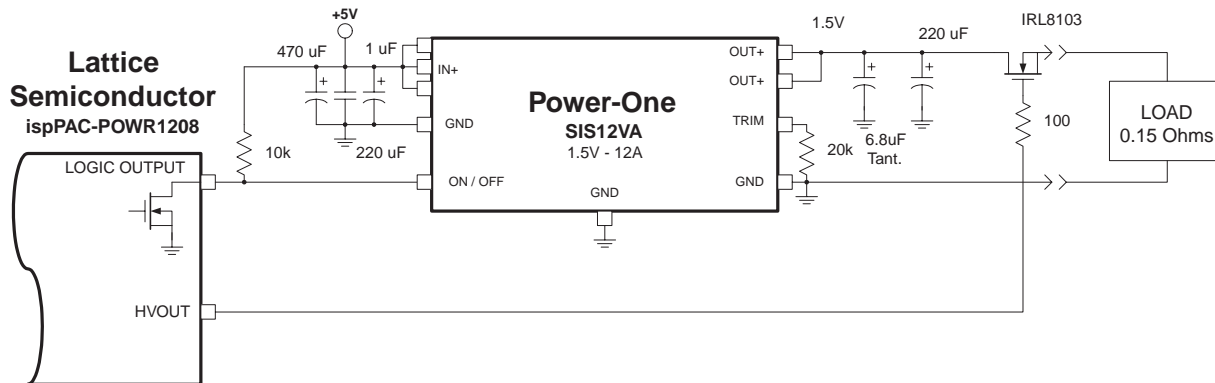 +5V
1.5V
IRL8103
470 uF
1 uF
220 uF
Lattice
Semiconductor
ispPAC-POWR1208
IN+
OUT+
OUT+
Power-One
SIS12VA
1.5V - 12A
GND
TRIM
LOAD
0.15 Ohms
100
10k
220 uF
20k
6.8uF
Tant.
LOGIC OUTPUT
ON / OFF
GND
GND
HVOUT